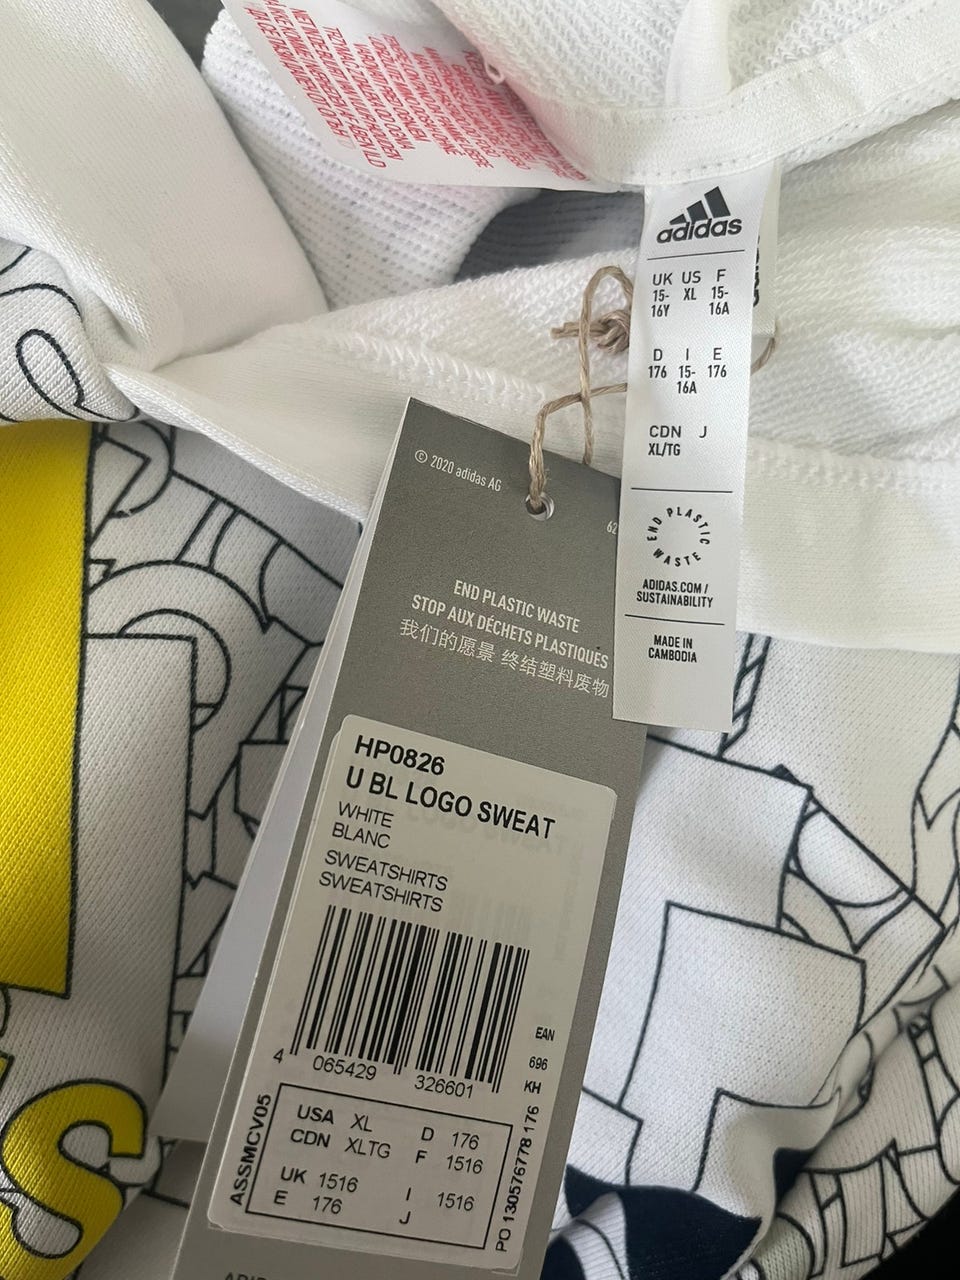 adidas
UK US F
15-16Y XL 15-16A
D I E
176 15-16A 176
CDN J
XL/TG
END PLASTIC WASTE
ADIDAS.COM/
SUSTAINABILITY
MADE IN
CAMBODIA
© 2020 adidas AG
62
END PLASTIC WASTE
STOP AUX DÉCHETS PLASTIQUES
我们的愿景 终结塑料废物
HP0826
U BL LOGO SWEAT
WHITE
BLANC
SWEATSHIRTS
SWEATSHIRTS
EAN
696
KH
4 065429 326601
ASSMCV05
USA XL D 176
CDN XLTG F 1516
UK 1516 I 1516
E 176 J
PO 130576778 176
S